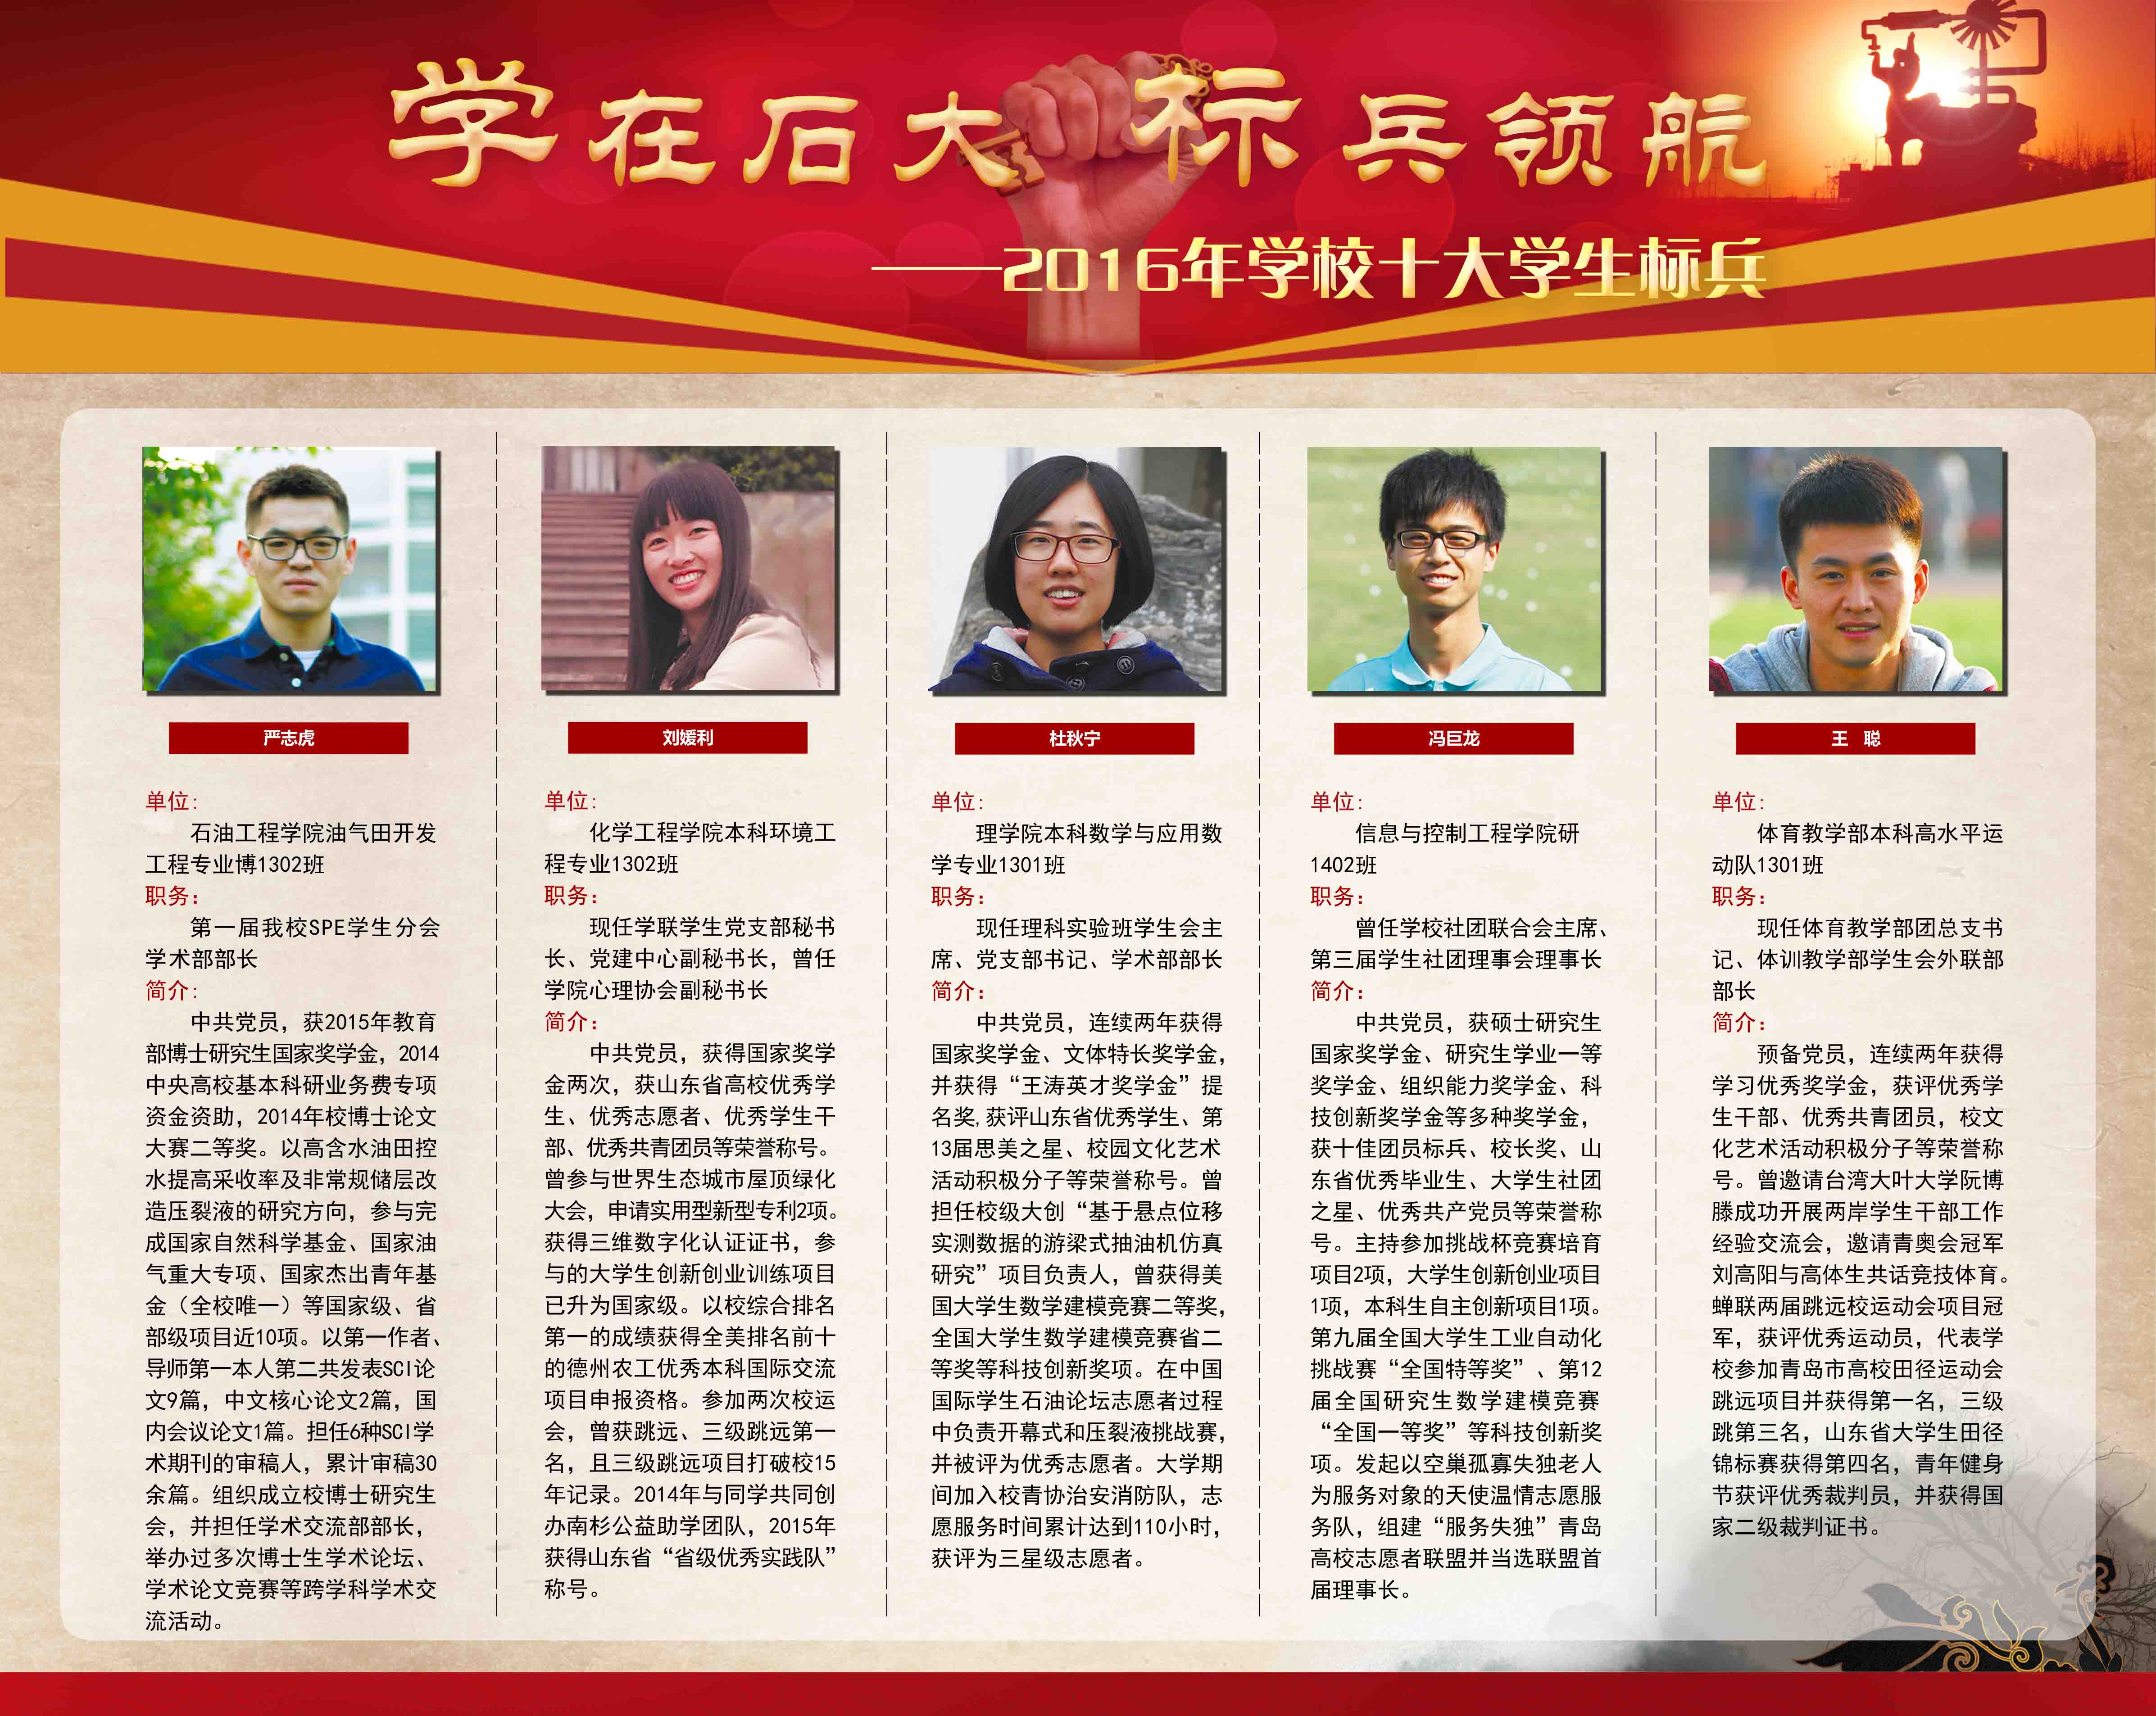 学在石大 标兵领航
——2016年学校十大学生标兵
严志虎
单位:
石油工程学院油气田开发
工程专业博1302班
职务：
第一届我校SPE学生分会
学术部部长
简介:
中共党员，获2015年教育
部博士研究生国家奖学金，2014
中央高校基本科研业务费专项
资金资助，2014年校博士论文
大赛二等奖。以高含水油田控
水提高采收率及非常规储层改
造压裂液的研究方向，参与完
成国家自然科学基金、国家油
气重大专项、国家杰出青年基
金（全校唯一）等国家级、省
部级项目近10项。以第一作者、
导师第一本人第二共发表SCI论
文9篇，中文核心论文2篇，国
内会议论文1篇。担任6种SCI学
术期刊的审稿人，累计审稿30
余篇。组织成立校博士研究生
会，并担任学术交流部部长，
举办过多次博士生学术论坛、
学术论文竞赛等跨学科学术交
流活动。
刘媛利
单位:
化学工程学院本科环境工
程专业1302班
职务：
现任学联学生党支部秘书
长、党建中心副秘书长，曾任
学院心理协会副秘书长
简介：
中共党员，获得国家奖学
金两次，获山东省高校优秀学
生、优秀志愿者、优秀学生干
部、优秀共青团员等荣誉称号。
曾参与世界生态城市屋顶绿化
大会，申请实用型新型专利2项。
获得三维数字化认证证书，参
与的大学生创新创业训练项目
已升为国家级。以校综合排名
第一的成绩获得全美排名前十
的德州农工优秀本科国际交流
项目申报资格。参加两次校运
会，曾获跳远、三级跳远第一
名，且三级跳远项目打破校15
年记录。2014年与同学共同创
办南杉公益助学团队，2015年
获得山东省“省级优秀实践队”
称号。
杜秋宁
单位:
理学院本科数学与应用数
学专业1301班
职务：
现任理科实验班学生会主
席、党支部书记、学术部部长
简介：
中共党员，连续两年获得
国家奖学金、文体特长奖学金，
并获得“王涛英才奖学金”提
名奖,获评山东省优秀学生、第
13届思美之星、校园文化艺术
活动积极分子等荣誉称号。曾
担任校级大创“基于悬点位移
实测数据的游梁式抽油机仿真
研究”项目负责人，曾获得美
国大学生数学建模竞赛二等奖，
全国大学生数学建模竞赛省二
等奖等科技创新奖项。在中国
国际学生石油论坛志愿者过程
中负责开幕式和压裂液挑战赛，
并被评为优秀志愿者。大学期
间加入校青协治安消防队，志
愿服务时间累计达到110小时，
获评为三星级志愿者。
冯巨龙
单位:
信息与控制工程学院研
1402班
职务：
曾任学校社团联合会主席、
第三届学生社团理事会理事长
简介：
中共党员，获硕士研究生
国家奖学金、研究生学业一等
奖学金、组织能力奖学金、科
技创新奖学金等多种奖学金，
获十佳团员标兵、校长奖、山
东省优秀毕业生、大学生社团
之星、优秀共产党员等荣誉称
号。主持参加挑战杯竞赛培育
项目2项，大学生创新创业项目
1项，本科生自主创新项目1项。
第九届全国大学生工业自动化
挑战赛“全国特等奖”、第12
届全国研究生数学建模竞赛
“全国一等奖”等科技创新奖
项。发起以空巢孤寡失独老人
为服务对象的天使温情志愿服
务队，组建“服务失独”青岛
高校志愿者联盟并当选联盟首
届理事长。
王 聪
单位:
体育教学部本科高水平运
动队1301班
职务：
现任体育教学部团总支书
记、体训教学部学生会外联部
部长
简介：
预备党员，连续两年获得
学习优秀奖学金，获评优秀学
生干部、优秀共青团员，校文
化艺术活动积极分子等荣誉称
号。曾邀请台湾大叶大学阮博
滕成功开展两岸学生干部工作
经验交流会，邀请青奥会冠军
刘高阳与高体生共话竞技体育。
蝉联两届跳远校运动会项目冠
军，获评优秀运动员，代表学
校参加青岛市高校田径运动会
跳远项目并获得第一名，三级
跳第三名，山东省大学生田径
锦标赛获得第四名，青年健身
节获评优秀裁判员，并获得国
家二级裁判证书。